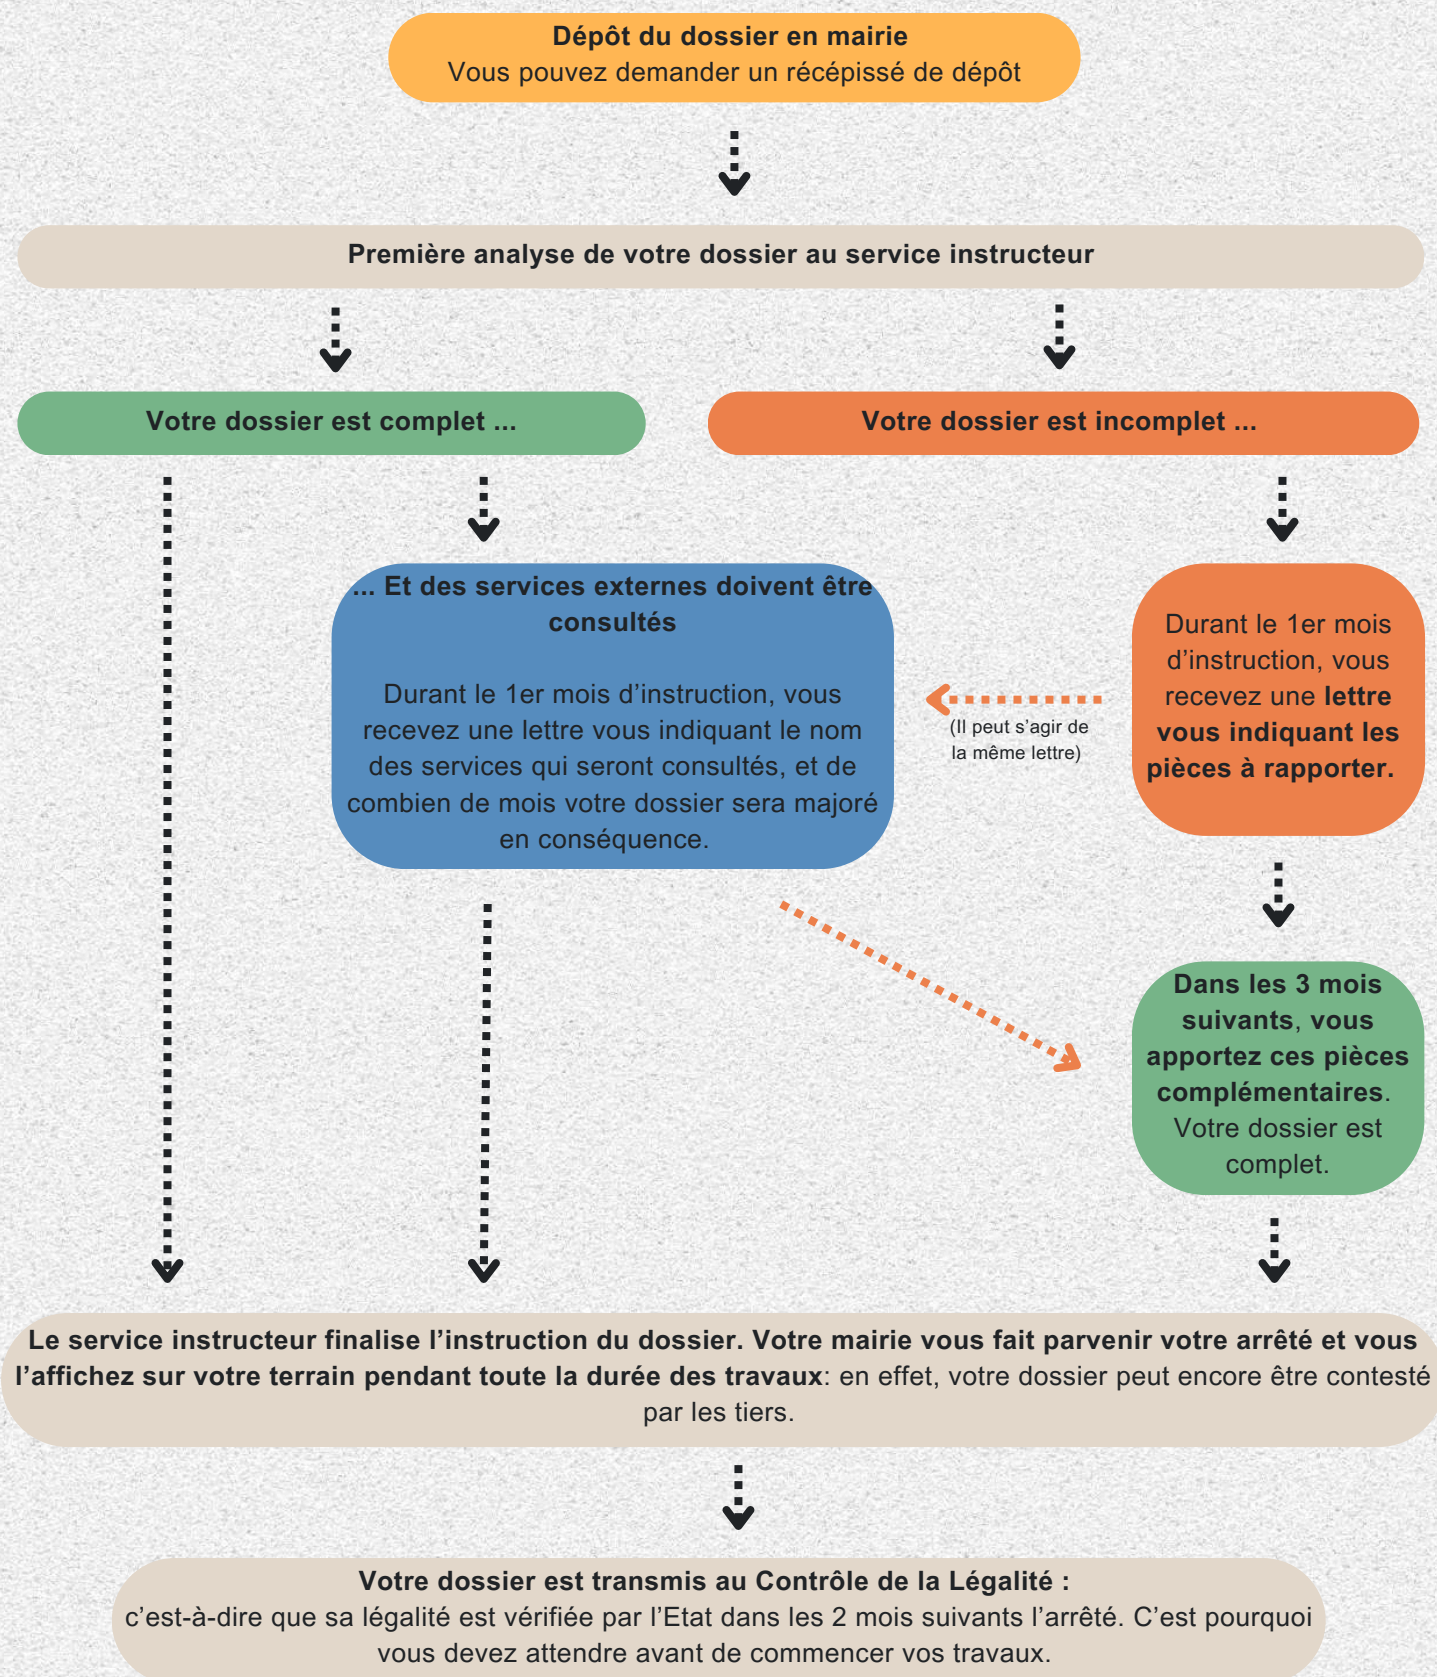 Dépôt du dossier en mairie
Vous pouvez demander un récépissé de dépôt
Première analyse de votre dossier au service instructeur
Votre dossier est complet ...
Votre dossier est incomplet ...
... Et des services externes doivent être
consultés
Durant le 1er mois d’instruction, vous
recevez une lettre vous indiquant le nom
des services qui seront consultés, et de
combien de mois votre dossier sera majoré
en conséquence.
(Il peut s’agir de
la même lettre)
Durant le 1er mois
d’instruction, vous
recevez une lettre
vous indiquant les
pièces à rapporter.
Dans les 3 mois
suivants, vous
apportez ces pièces
complémentaires.
Votre dossier est
complet.
Le service instructeur finalise l’instruction du dossier. Votre mairie vous fait parvenir votre arrêté et vous
l’affichez sur votre terrain pendant toute la durée des travaux: en effet, votre dossier peut encore être contesté
par les tiers.
Votre dossier est transmis au Contrôle de la Légalité :
c’est-à-dire que sa légalité est vérifiée par l’Etat dans les 2 mois suivants l’arrêté. C’est pourquoi
vous devez attendre avant de commencer vos travaux.